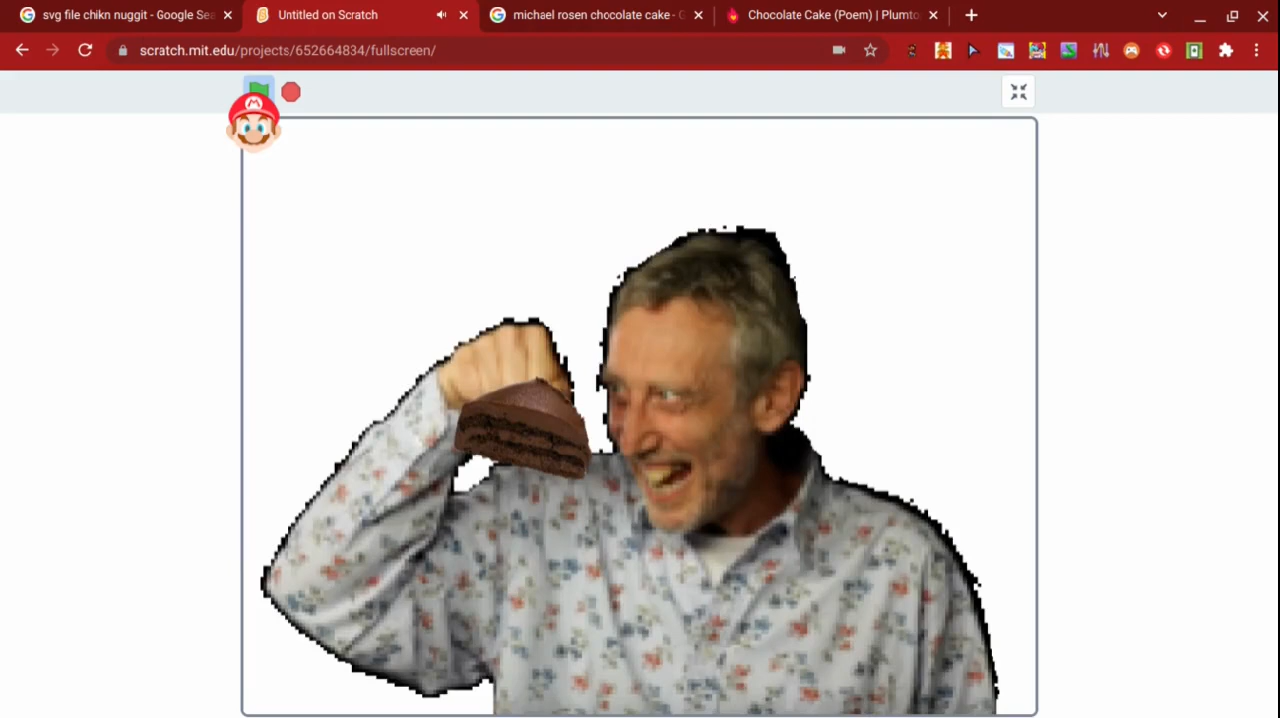 svg file chikn nuggit - Google Sea
Untitled on Scratch
michael rosen chocolate cake - G
Chocolate Cake (Poem) | Plumto
scratch.mit.edu/projects/652664834/fullscreen/
M